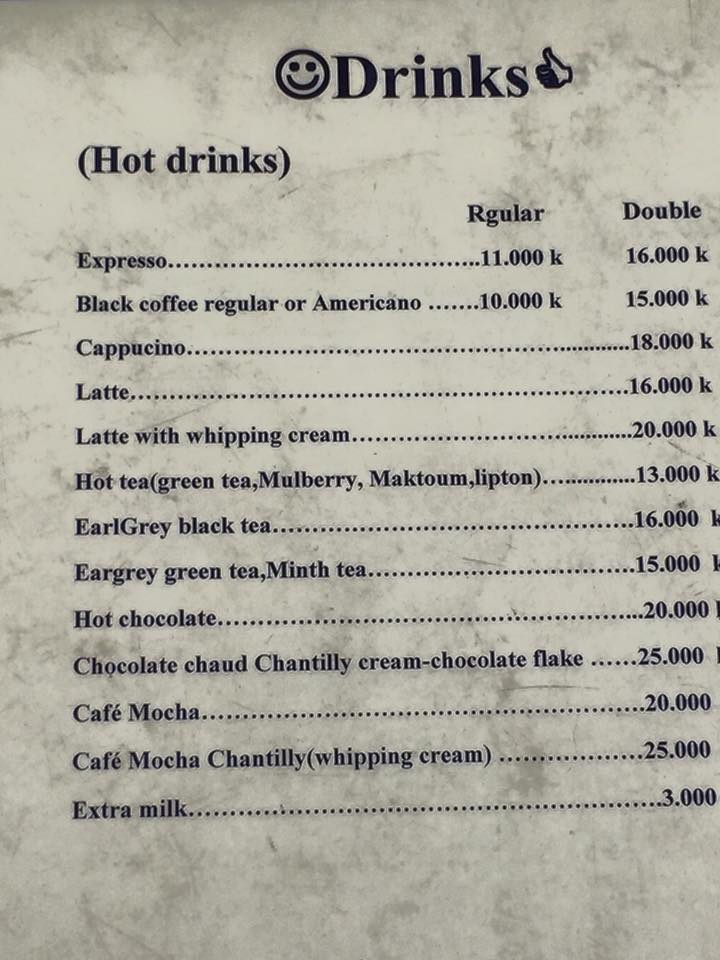 ☺Drinks👍
(Hot drinks)
Rgular Double
Expresso....................................11.000 k 16.000 k
Black coffee regular or Americano .......10.000 k 15.000 k
Cappucino....................................................18.000 k
Latte..........................................................16.000 k
Latte with whipping cream................................20.000 k
Hot tea(green tea,Mulberry, Maktoum,lipton)...............13.000 k
EarlGrey black tea..........................................16.000 k
Eargrey green tea,Minth tea...............................15.000 k
Hot chocolate................................................20.000 k
Chocolate chaud Chantilly cream-chocolate flake ......25.000 k
Café Mocha..................................................20.000
Café Mocha Chantilly(whipping cream) ..................25.000
Extra milk.....................................................3.000